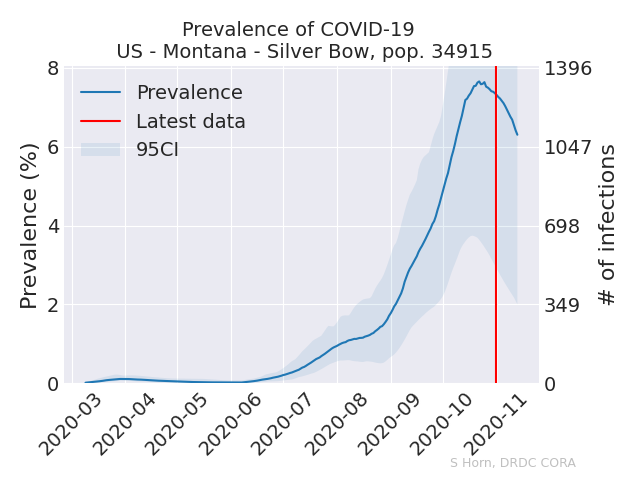 Prevalence of COVID-19
US - Montana - Silver Bow, pop. 34915
Prevalence
Latest data
95CI
Prevalence (%)
8
6
4
2
0
1396
1047
698
349
0
# of infections
2020-03
2020-04
2020-05
2020-06
2020-07
2020-08
2020-09
2020-10
2020-11
S Horn, DRDC CORA